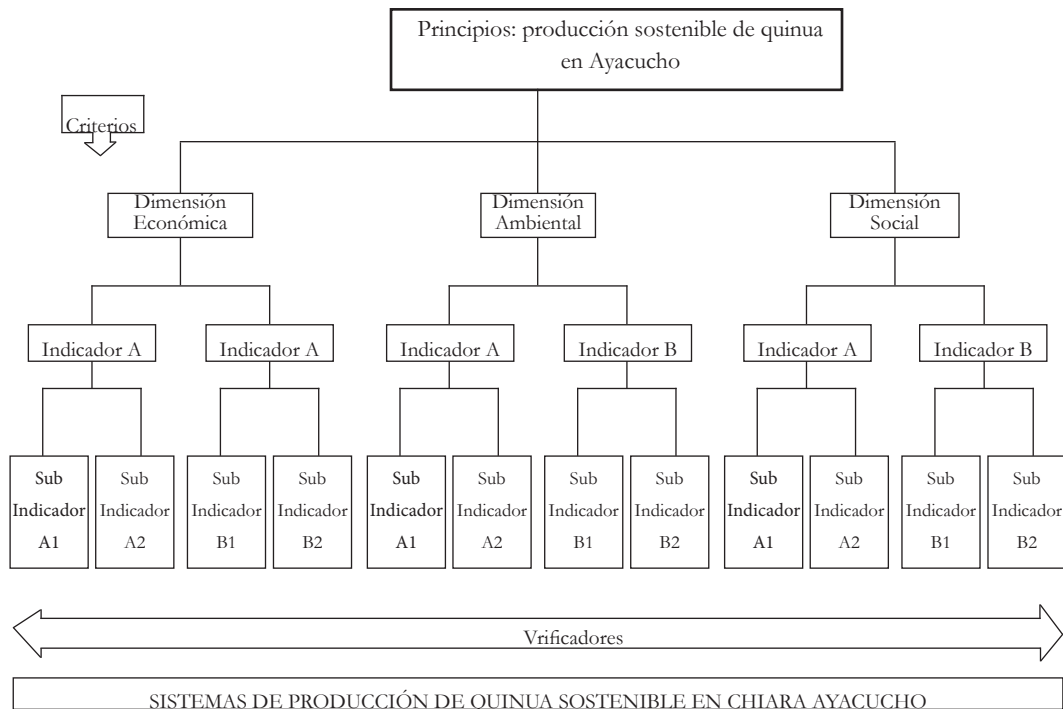 Principios: producción sostenible de quinua
en Ayacucho
Criterios
Dimensión
Económica
Dimensión
Ambiental
Dimensión
Social
Indicador A
Indicador A
Indicador A
Indicador B
Indicador A
Indicador B
Sub
Indicador
A1
Sub
Indicador
A2
Sub
Indicador
B1
Sub
Indicador
B2
Sub
Indicador
A1
Sub
Indicador
A2
Sub
Indicador
B1
Sub
Indicador
B2
Sub
Indicador
A1
Sub
Indicador
A2
Sub
Indicador
B1
Sub
Indicador
B2
Vrificadores
SISTEMAS DE PRODUCCIÓN DE QUINUA SOSTENIBLE EN CHIARA AYACUCHO